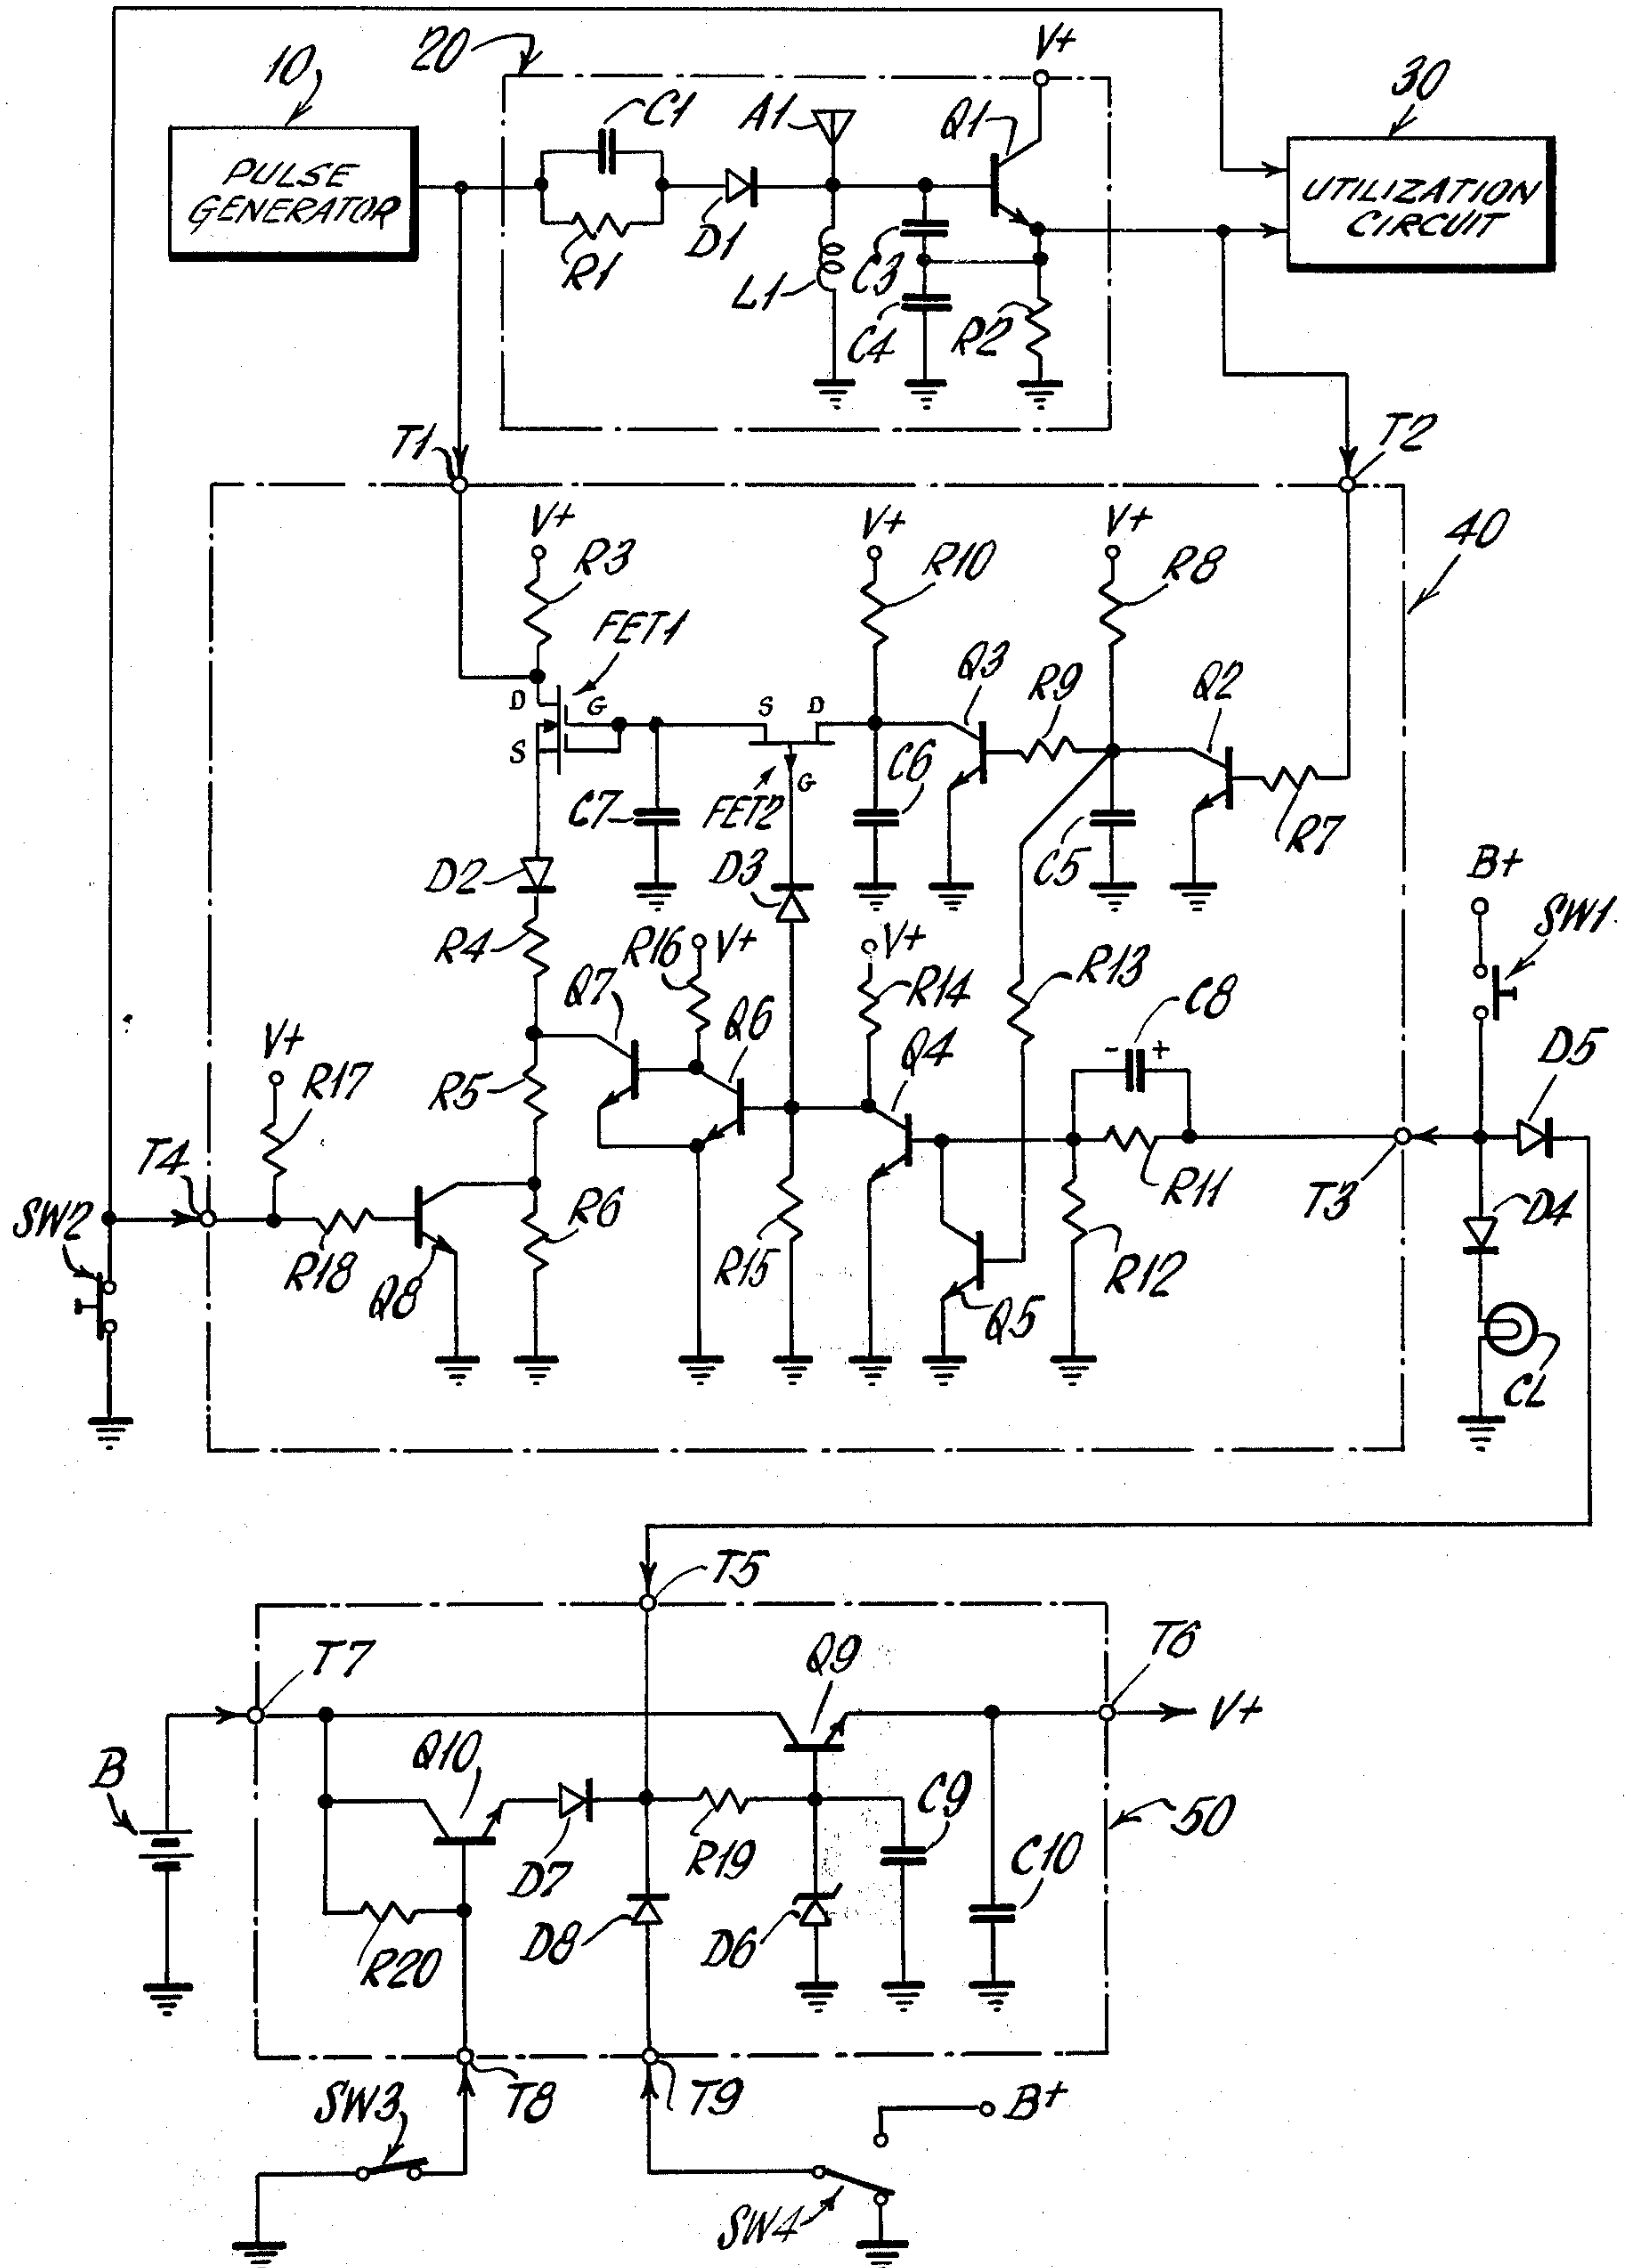 10
20
V+
30
C1
A1
Q1
PULSE
GENERATOR
UTILIZATION
CIRCUIT
R1
D1
L1
C3
C4
R2
T1
T2
40
V+
R3
V+
R10
V+
R8
FET1
D
G
S
S
D
G
FET2
Q3
R9
Q2
C7
C6
C5
R7
D2
D3
B+
SW1
R4
R16
V+
V+
R14
R13
C8
- +
D5
Q7
Q6
Q4
V+
R17
R5
T4
T3
R11
D4
SW2
R18
Q8
R6
R15
Q5
R12
CL
T5
T7
Q9
T6
V+
B
Q10
D7
R19
C9
C10
50
R20
D8
D6
SW3
T8
T9
B+
SW4